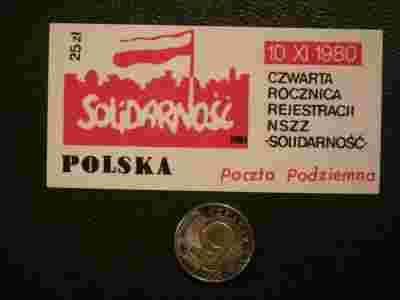 25 zł
SOLIDARNOŚĆ
POLSKA
10 XI 1980
CZWARTA
ROCZNICA
REJESTRACJI
NSZZ
-SOLIDARNOŚĆ-
Poczta Podziemna